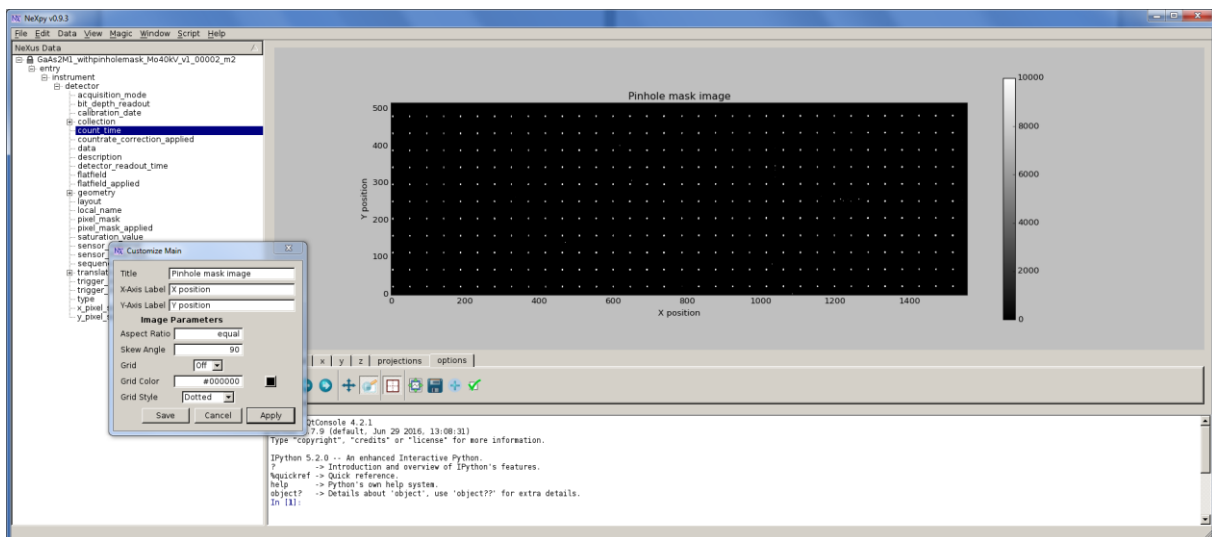 NeXpy v0.9.3
File Edit Data View Magic Window Script Help
NeXus Data
GaAs2M1_withpinholemask_Mo40kV_v1_00002_m2
entry
instrument
detector
acquisition_mode
bit_depth_readout
calibration_date
collection
count_time
countrate_correction_applied
data
description
detector_readout_time
flatfield
flatfield_applied
geometry
layout
local_name
pixel_mask
pixel_mask_applied
saturation_value
sensor_
sensor_
sequen
translat
trigger_
trigger_
type
x_pixel_s
y_pixel_s
Customize Main
Title Pinhole mask image
X-Axis Label X position
Y-Axis Label Y position
Image Parameters
Aspect Ratio equal
Skew Angle 90
Grid Off
Grid Color #000000
Grid Style Dotted
Save Cancel Apply
Pinhole mask image
500
400
300
200
100
0
Y position
0 200 400 600 800 1000 1200 1400
X position
10000
8000
6000
4000
2000
0
x y z projections options
QtConsole 4.2.1
7.9 (default, Jun 29 2016, 13:08:31)
Type "copyright", "credits" or "license" for more information.
IPython 5.2.0 -- An enhanced Interactive Python.
? -> Introduction and overview of IPython's features.
%quickref -> Quick reference.
help -> Python's own help system.
object? -> Details about 'object', use 'object??' for extra details.
In [1]: